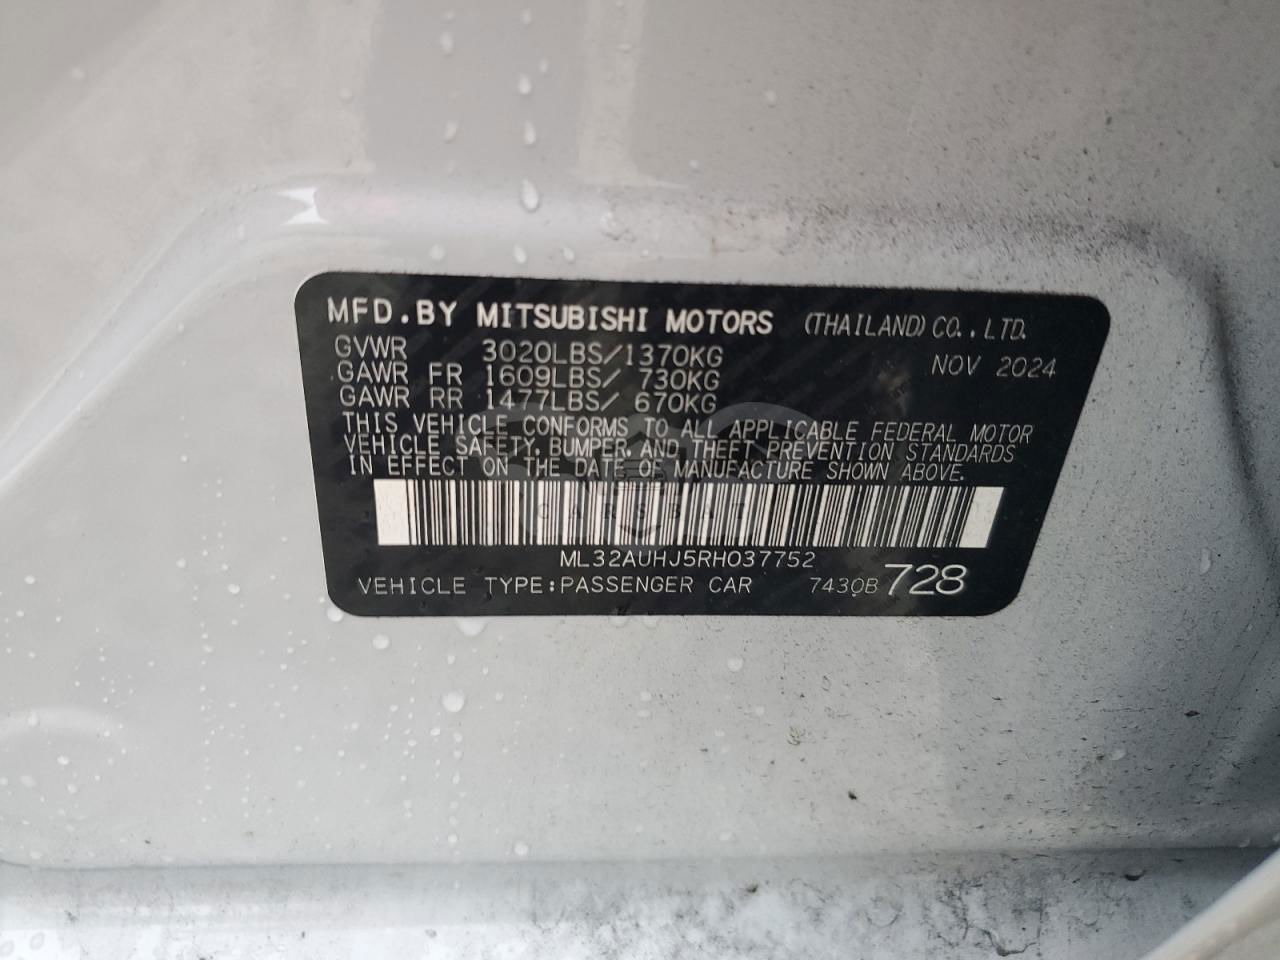 MFD.BY MITSUBISHI MOTORS (THAILAND) CO.,LTD.
GVWR 3020LBS/1370KG NOV 2024
GAWR FR 1609LBS/ 730KG
GAWR RR 1477LBS/ 670KG
THIS VEHICLE CONFORMS TO ALL APPLICABLE FEDERAL MOTOR
VEHICLE SAFETY, BUMPER, AND THEFT PREVENTION STANDARDS
IN EFFECT ON THE DATE OF MANUFACTURE SHOWN ABOVE.
CARSBAT
ML32AUHJ5RH037752
VEHICLE TYPE:PASSENGER CAR 7430B 728